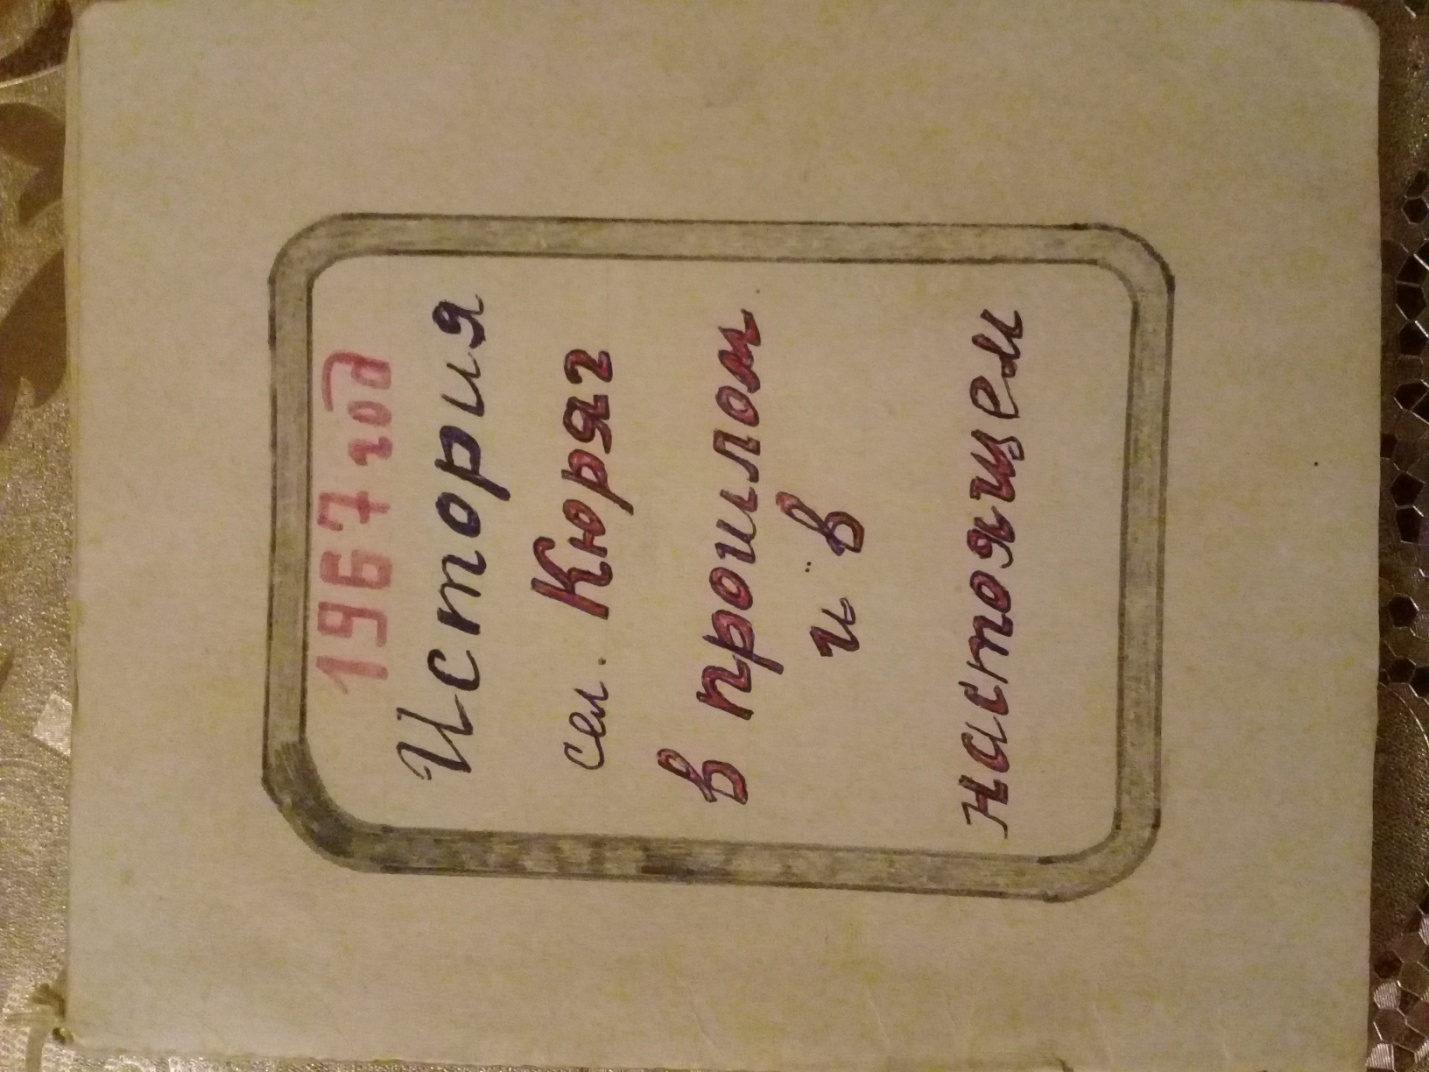 1967 год
История
сел. Кюряг
в прошлом
и в
настоящем